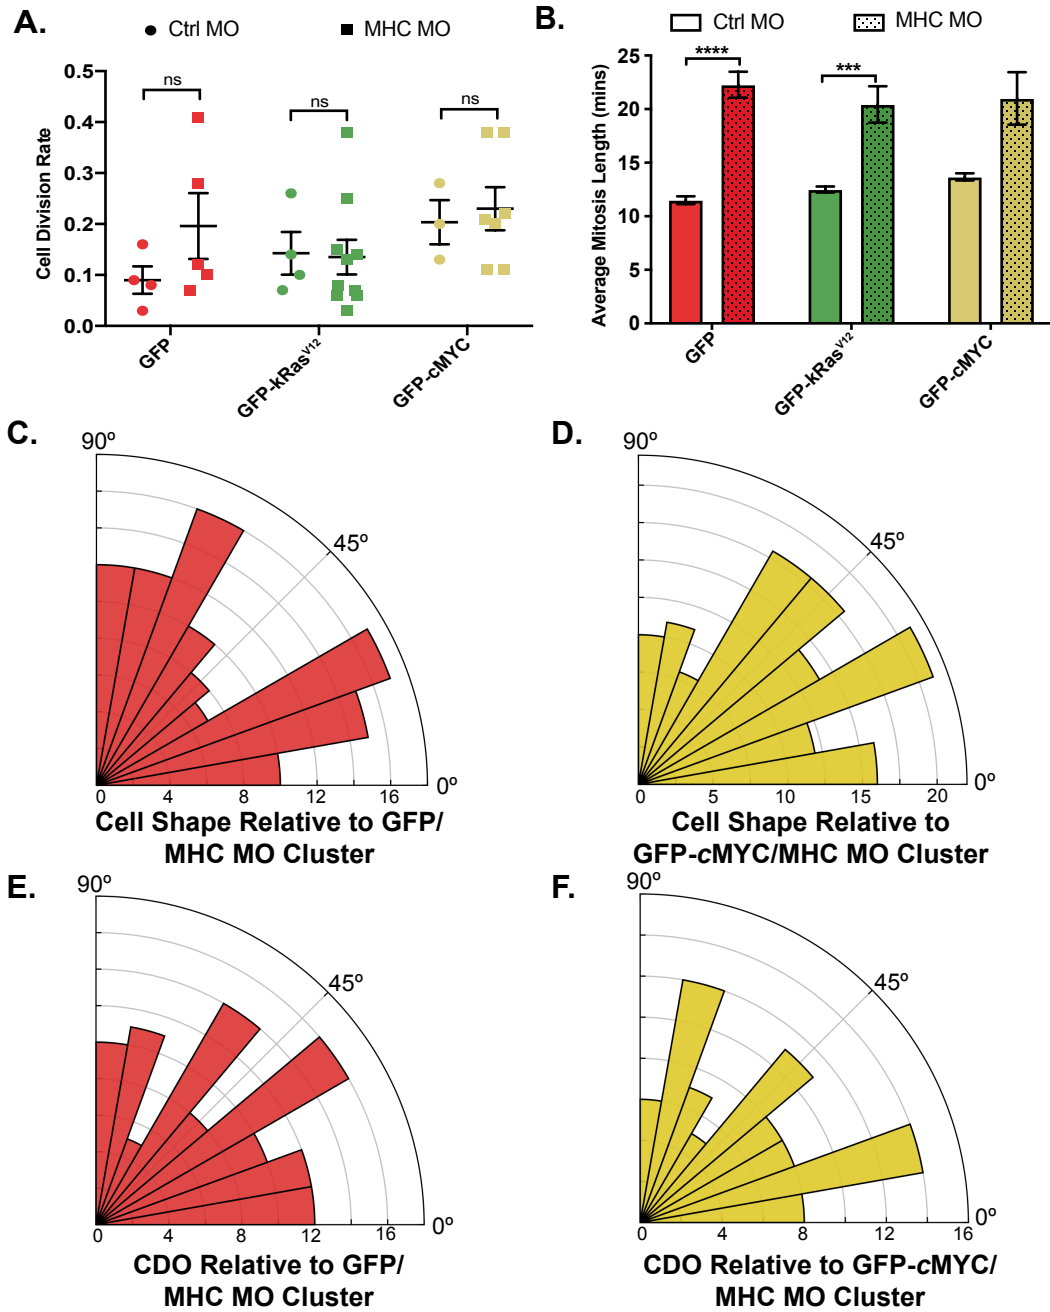 A.
Ctrl MO
MHC MO
Cell Division Rate
0.5
0.4
0.3
0.2
0.1
0.0
ns
ns
ns
GFP
GFP-kRasV12
GFP-cMYC
B.
Ctrl MO
MHC MO
Average Mitosis Length (mins)
25
20
15
10
5
0
****
***
GFP
GFP-kRasV12
GFP-cMYC
C.
90º
45º
0º
0 4 8 12 16
Cell Shape Relative to GFP/
MHC MO Cluster
D.
90º
45º
0º
0 5 10 15 20
Cell Shape Relative to
GFP-cMYC/MHC MO Cluster
E.
90º
45º
0º
0 4 8 12 18
CDO Relative to GFP/
MHC MO Cluster
F.
90º
45º
0º
0 4 8 12 16
CDO Relative to GFP-cMYC/
MHC MO Cluster